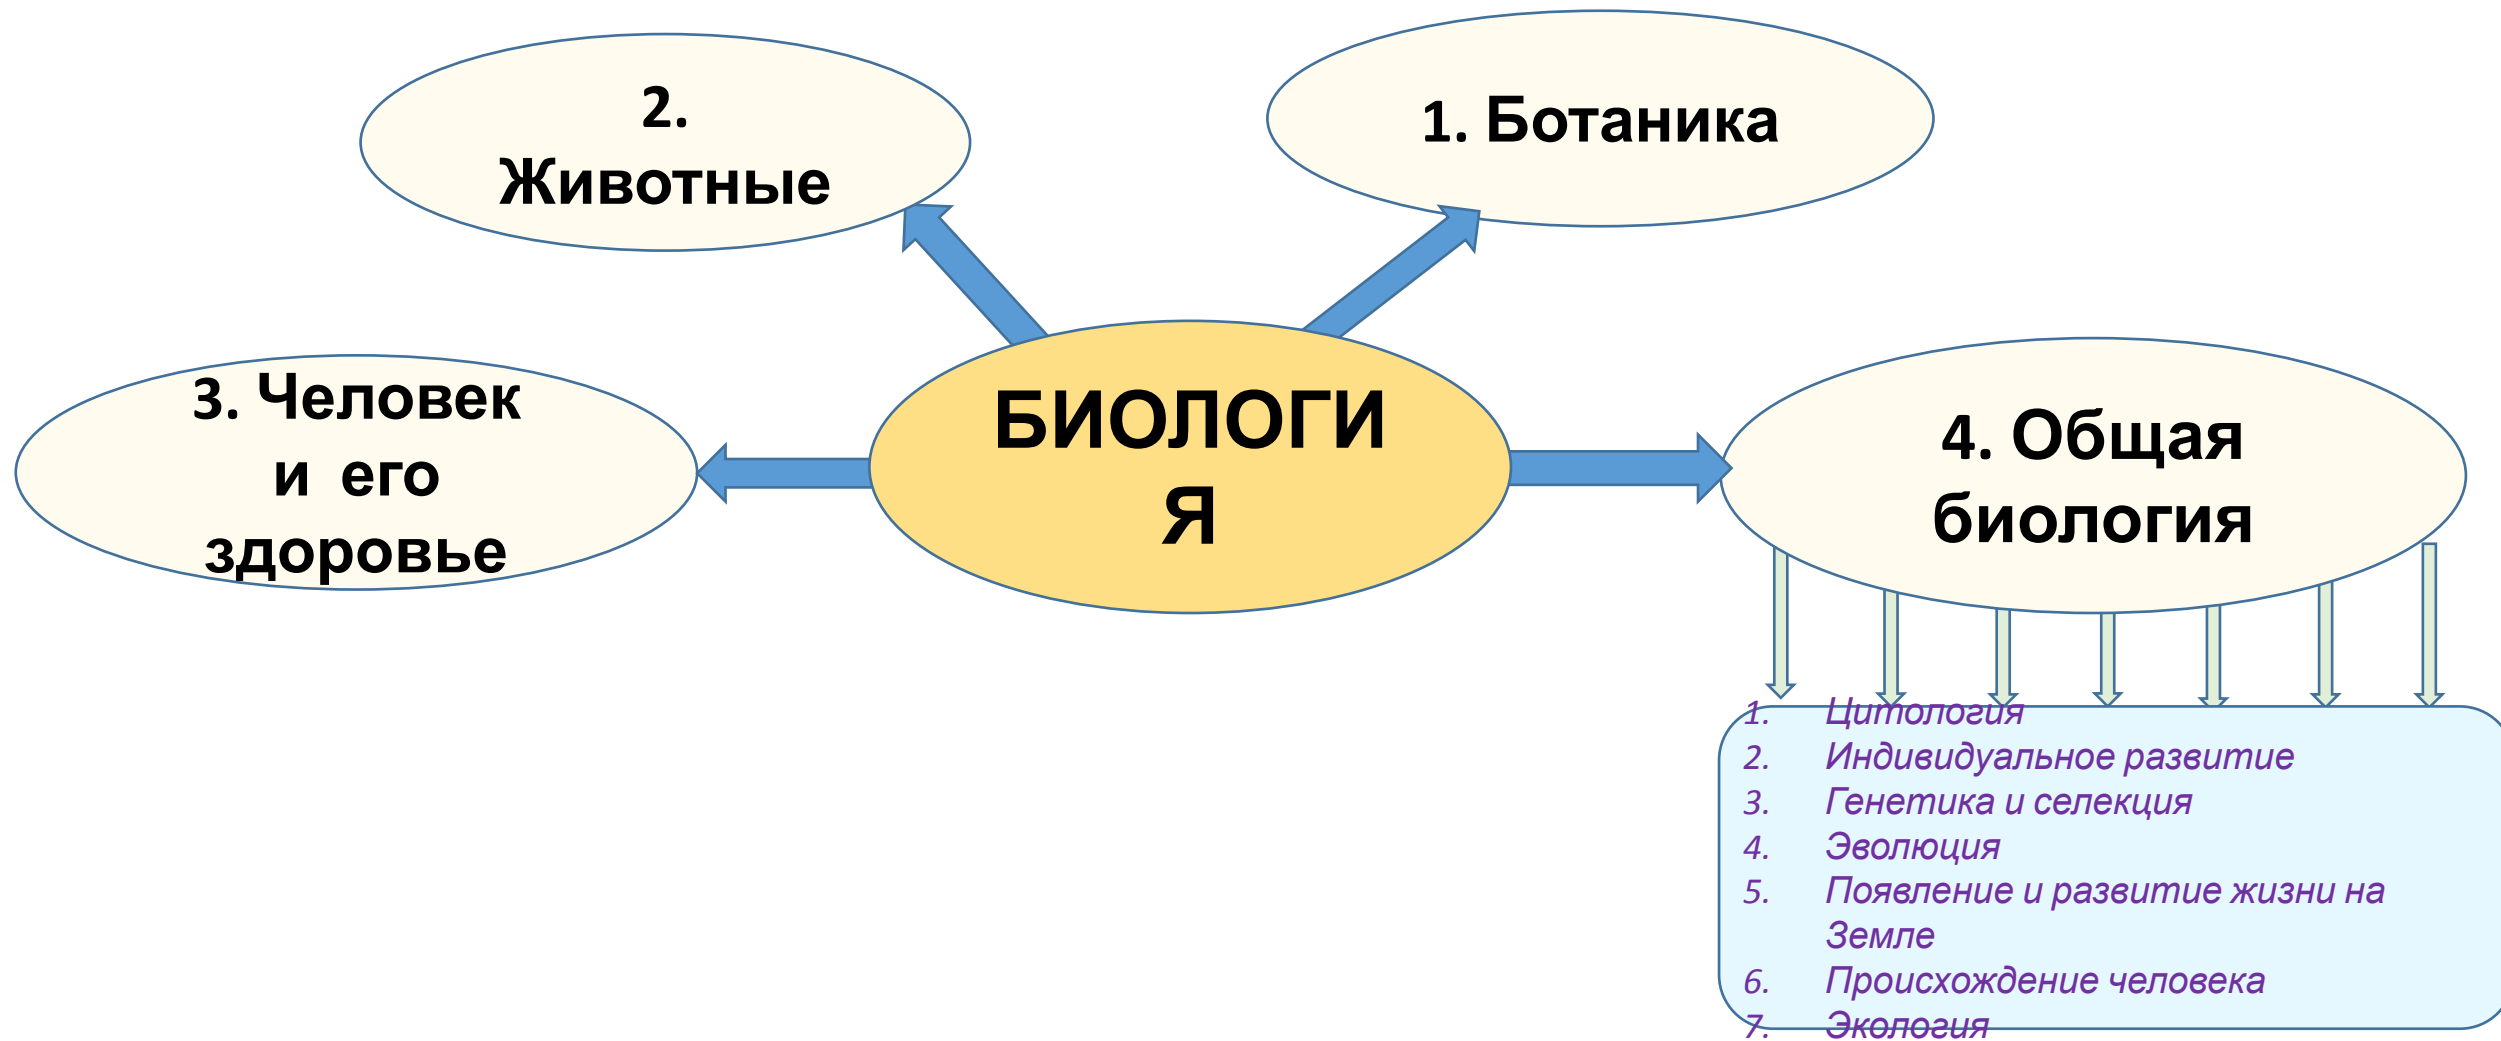 2.
Животные
1. Ботаника
3. Человек
и его
здоровье
БИОЛОГИ
Я
4. Общая
биология
1. Цитология
2. Индивидуальное развитие
3. Генетика и селекция
4. Эволюция
5. Появление и развитие жизни на
Земле
6. Происхождение человека
7. Экология